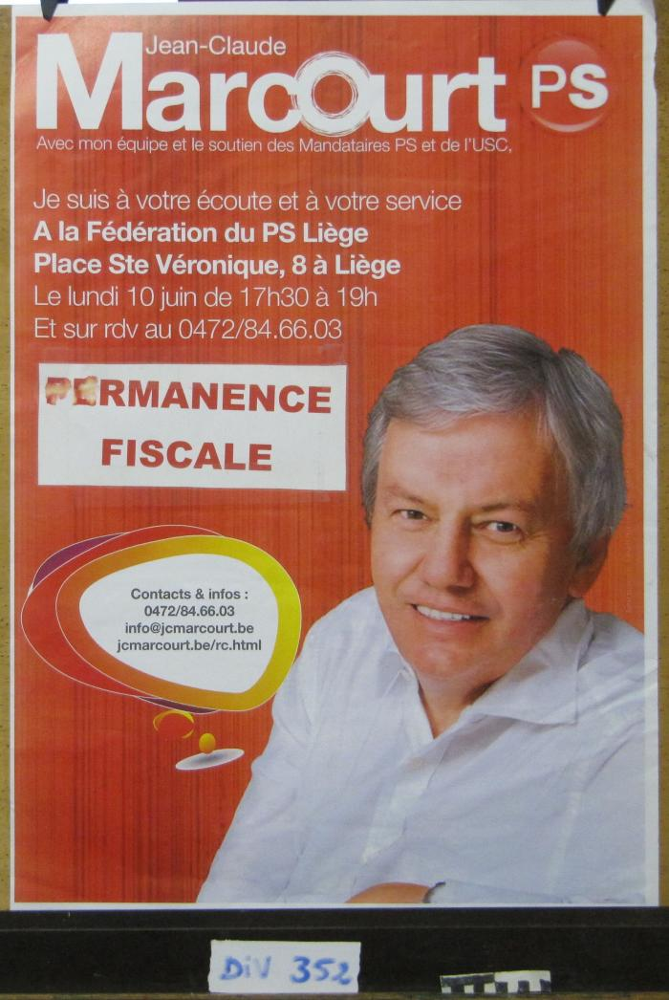 Jean-Claude
Marcourt
PS
Avec mon équipe et le soutien des Mandataires PS et de l'USC,
Je suis à votre écoute et à votre service
A la Fédération du PS Liège
Place Ste Véronique, 8 à Liège
Le lundi 10 juin de 17h30 à 19h
Et sur rdv au 0472/84.66.03
PERMANENCE
FISCALE
Contacts & infos :
0472/84.66.03
info@jcmarcourt.be
jcmarcourt.be/rc.html
DiV 352